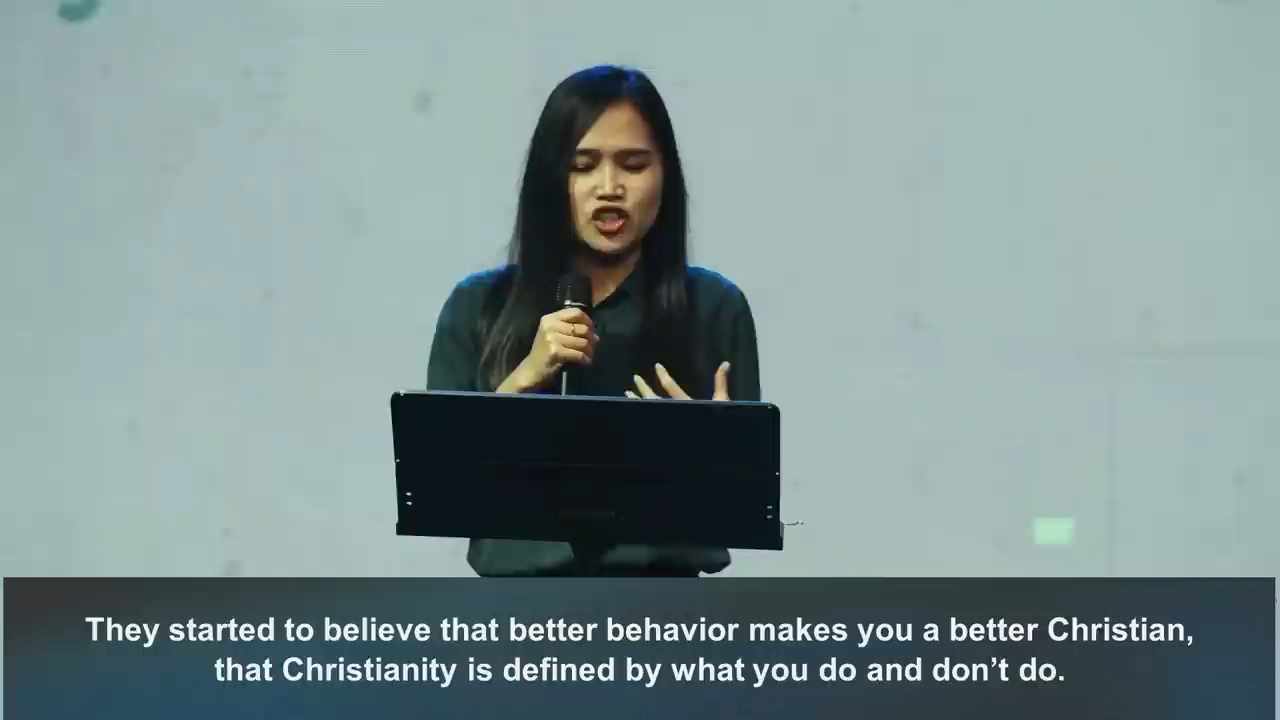 They started to believe that better behavior makes you a better Christian,
that Christianity is defined by what you do and don’t do.